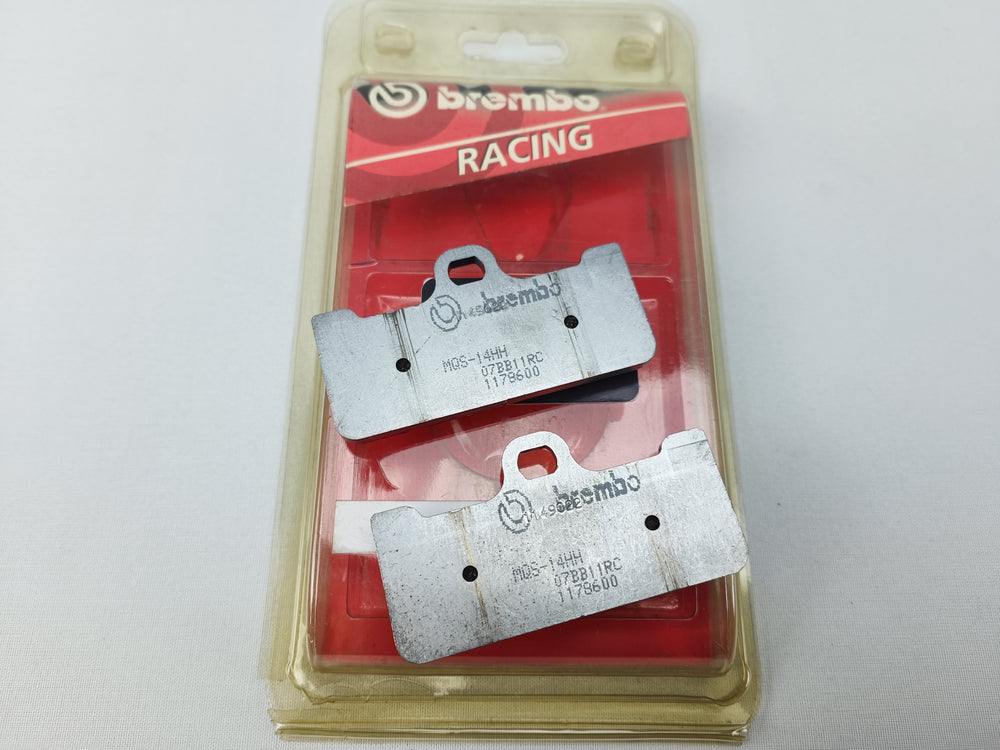 brembo
RACING
brembo
MQS-14HH
07BB11RC
1178600
brembo
MQS-14HH
07BB11RC
1178600